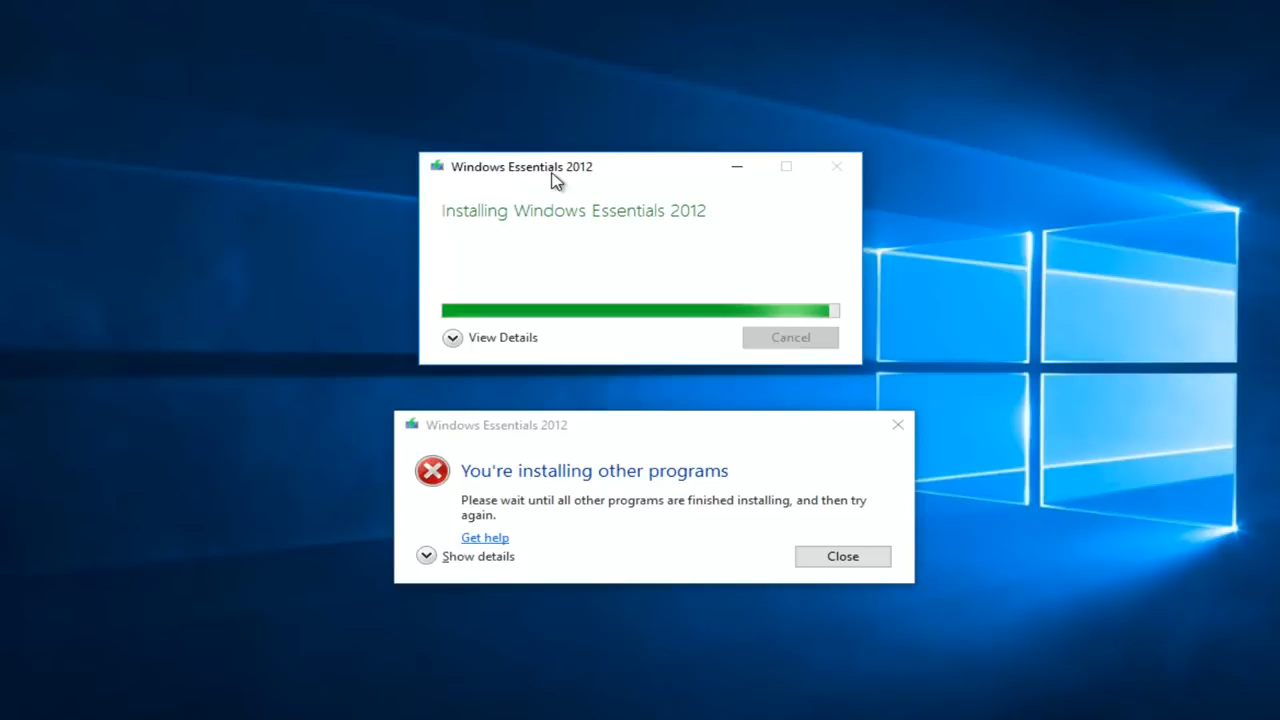 Windows Essentials 2012
Installing Windows Essentials 2012
View Details
Cancel
Windows Essentials 2012
You're installing other programs
Please wait until all other programs are finished installing, and then try
again.
Get help
Show details
Close